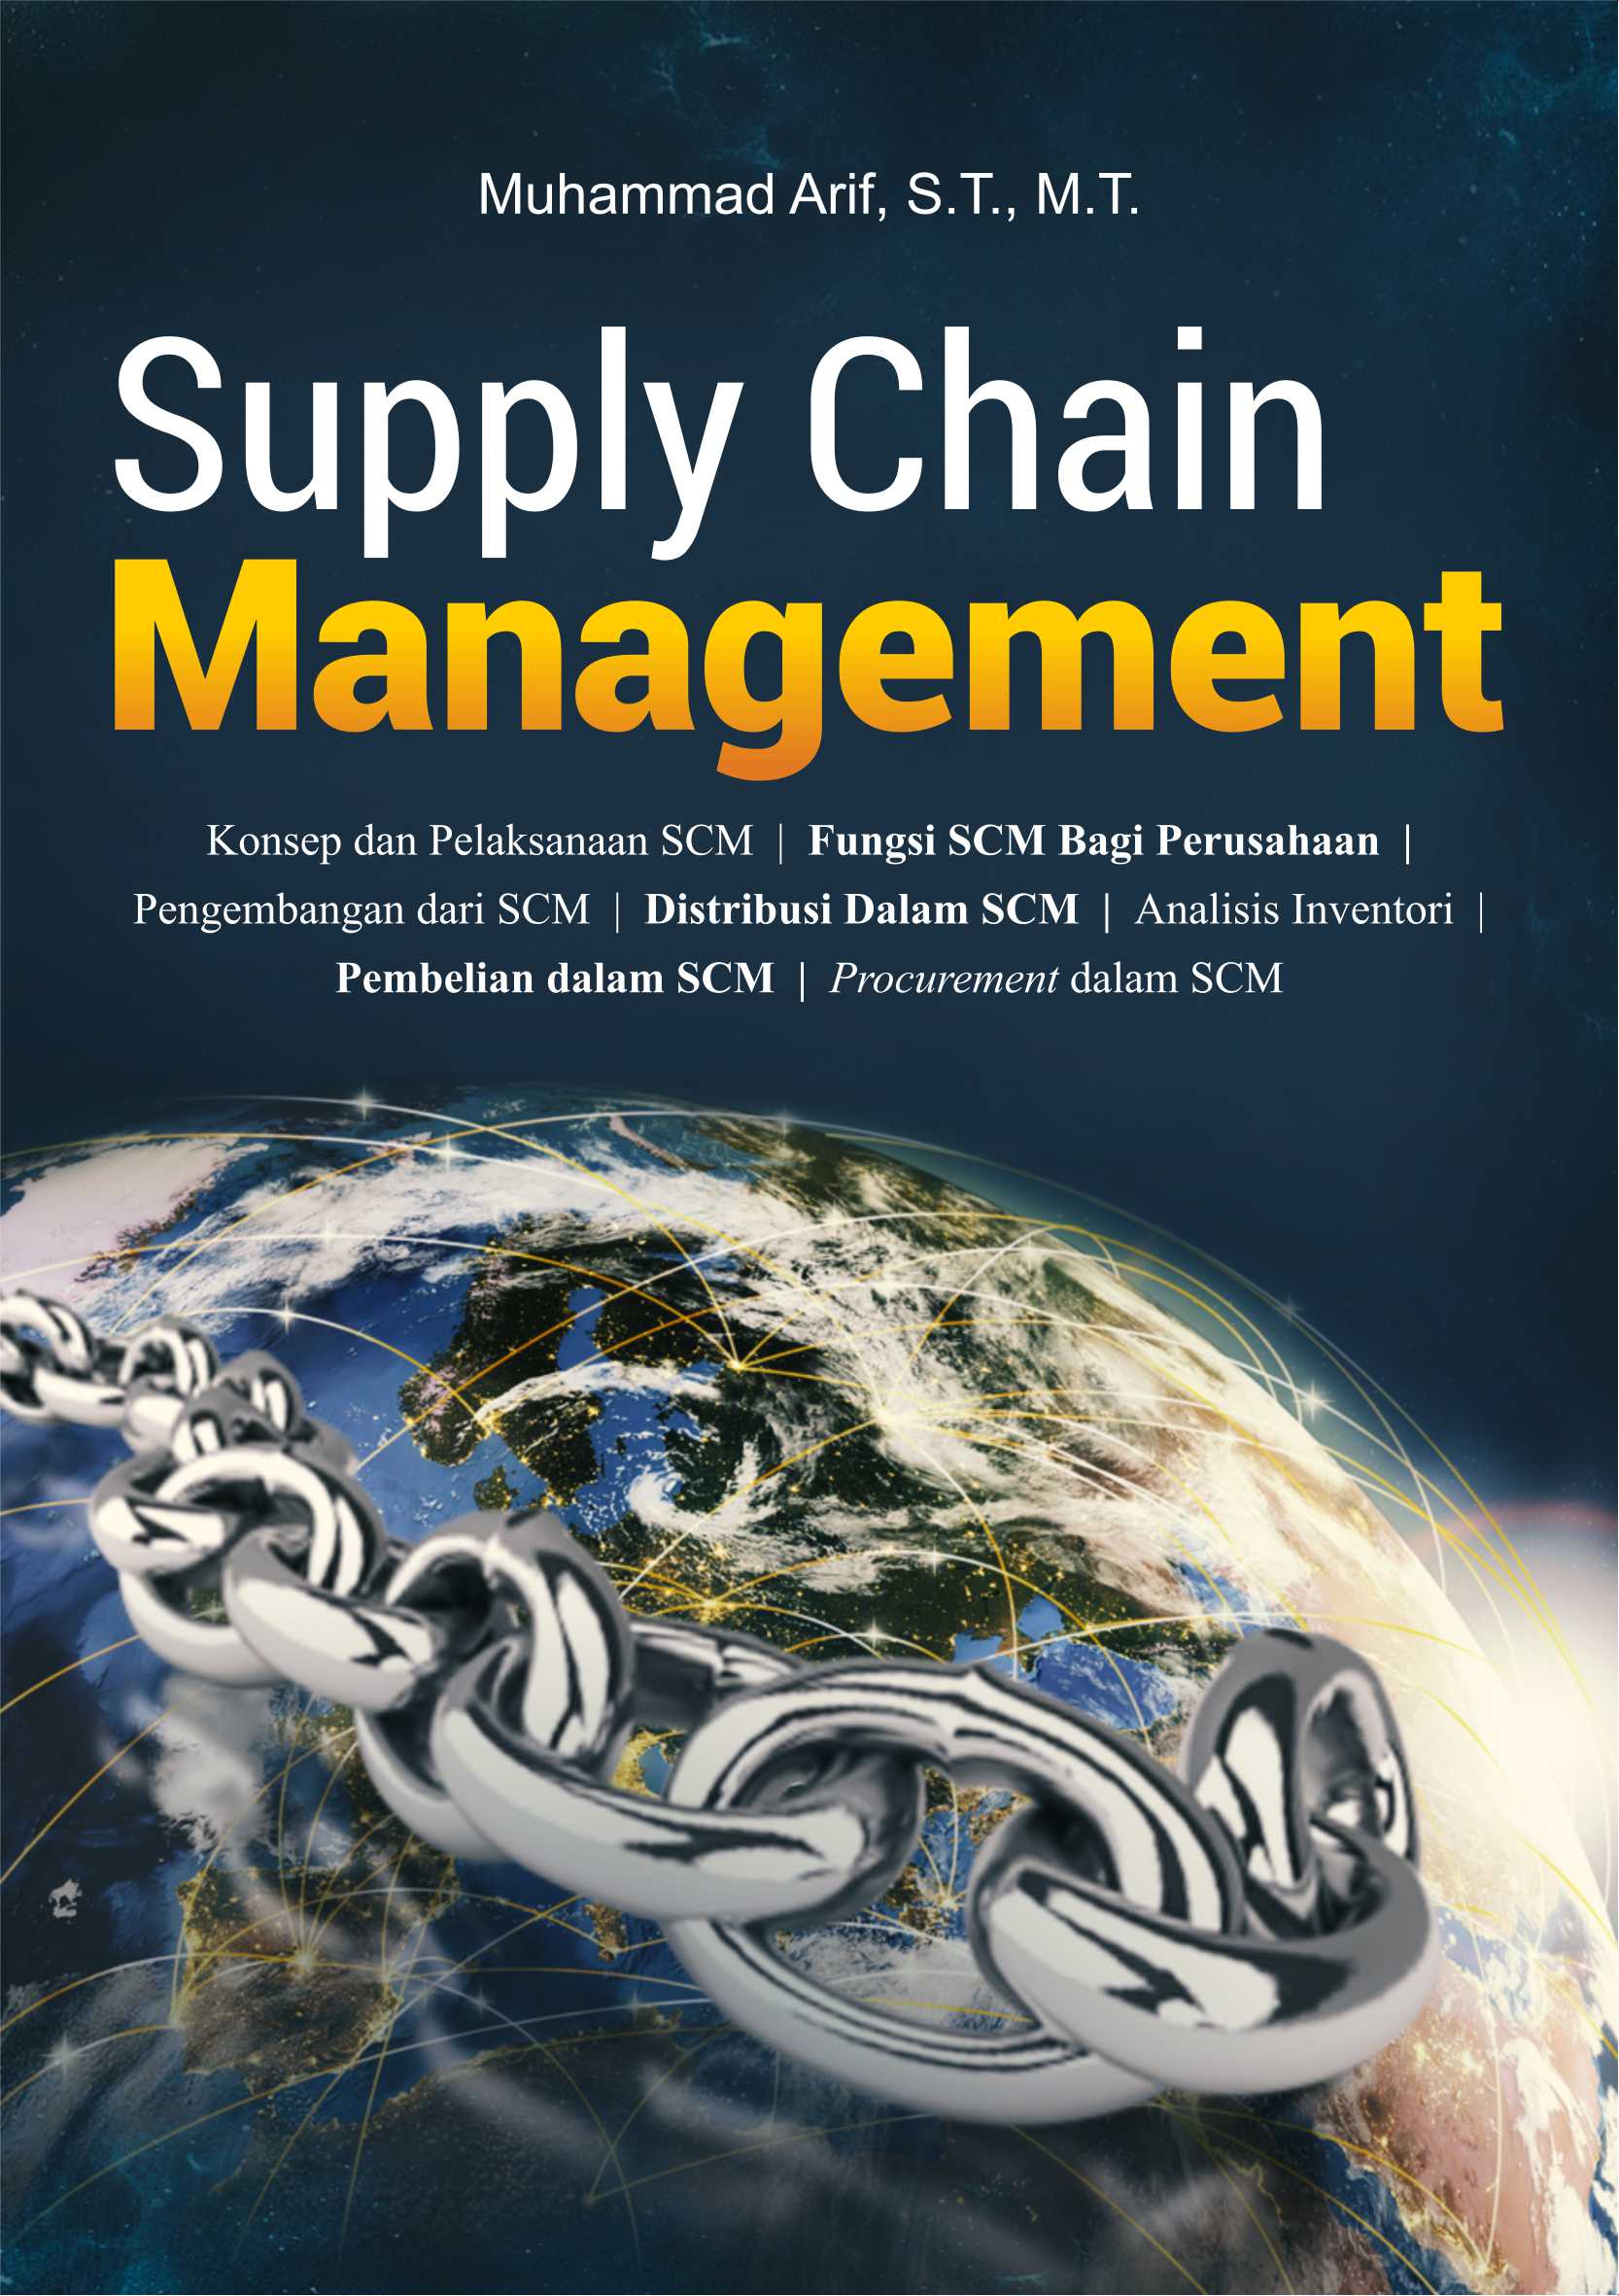 Muhammad Arif, S.T., M.T.
Supply Chain
Management
Konsep dan Pelaksanaan SCM | Fungsi SCM Bagi Perusahaan |
Pengembangan dari SCM | Distribusi Dalam SCM | Analisis Inventori |
Pembelian dalam SCM | Procurement dalam SCM